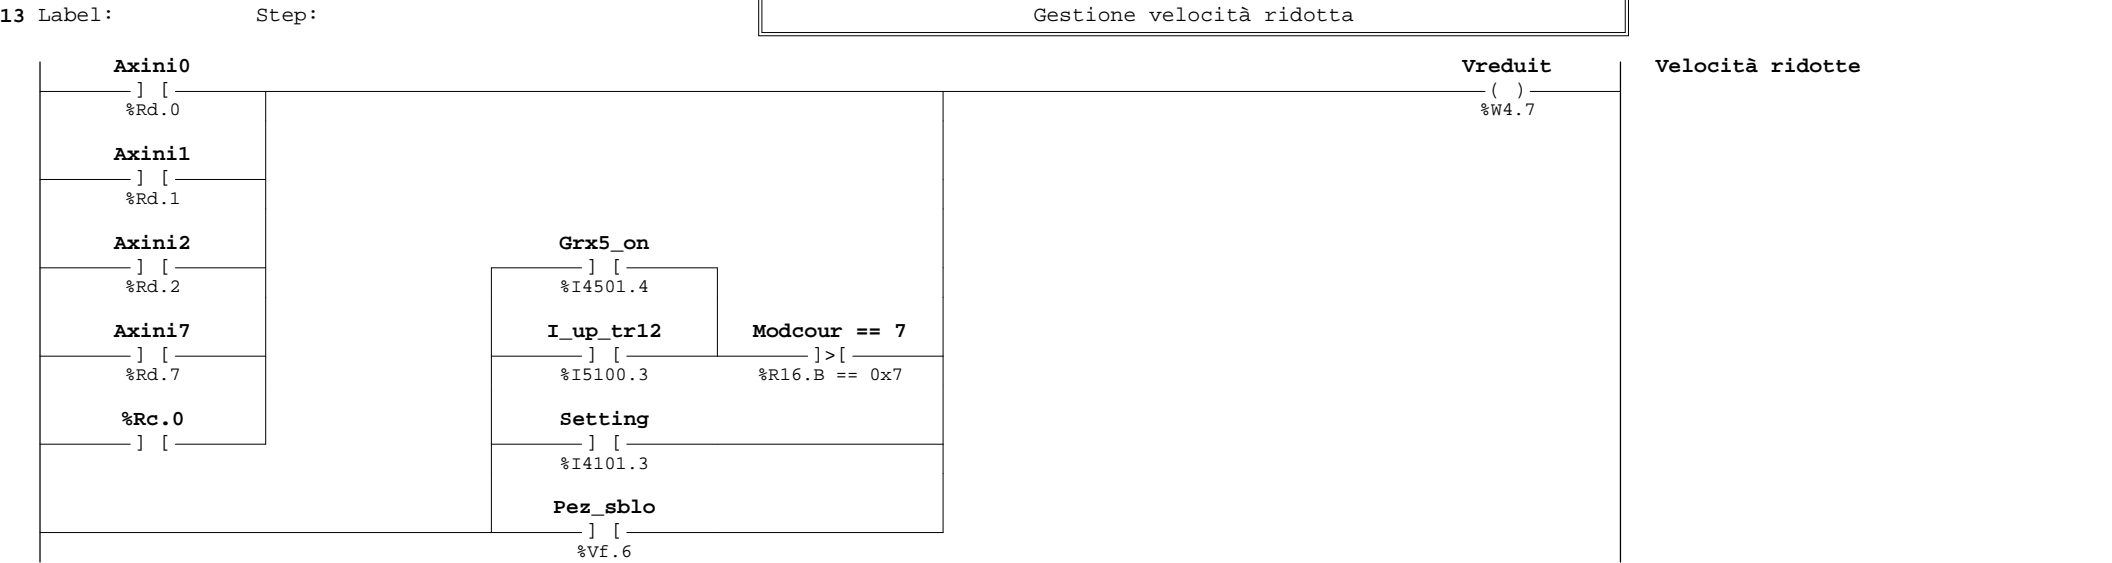 13 Label: Step: Gestione velocità ridotta
Axini0 Vreduit Velocità ridotte
] [ ( )
%Rd.0 %W4.7
Axini1
] [
%Rd.1
Axini2 Grx5_on
] [ ] [
%Rd.2 %I4501.4
Axini7 I_up_tr12 Modcour == 7
] [ ] [ ]>[
%Rd.7 %I5100.3 %R16.B == 0x7
%Rc.0 Setting
] [ ] [
%I4101.3
Pez_sblo
] [
%Vf.6